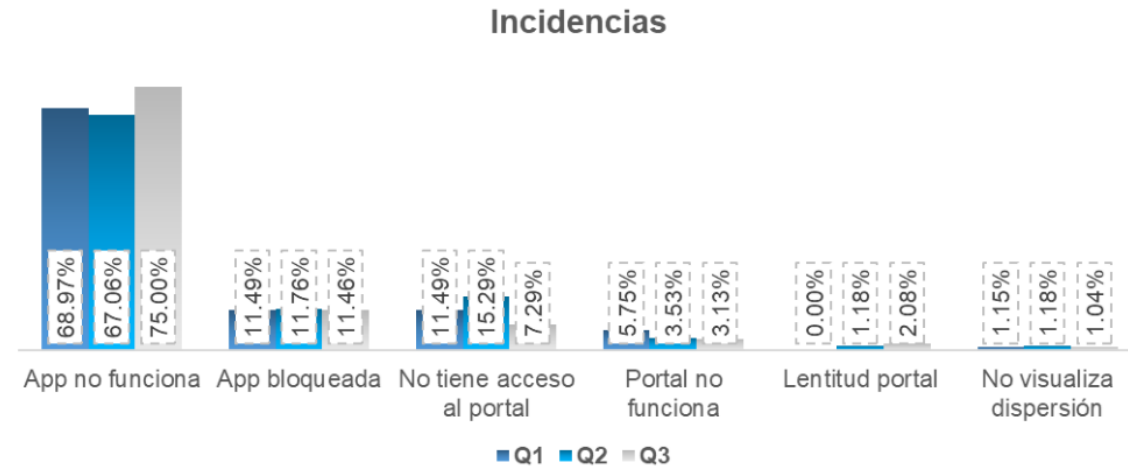 Incidencias
68.97%
67.06%
75.00%
11.49%
11.76%
11.46%
11.49%
15.29%
7.29%
5.75%
3.53%
3.13%
0.00%
1.18%
2.08%
1.15%
1.18%
1.04%
App no funciona
App bloqueada
No tiene acceso
al portal
Portal no
funciona
Lentitud portal
No visualiza
dispersión
Q1 Q2 Q3